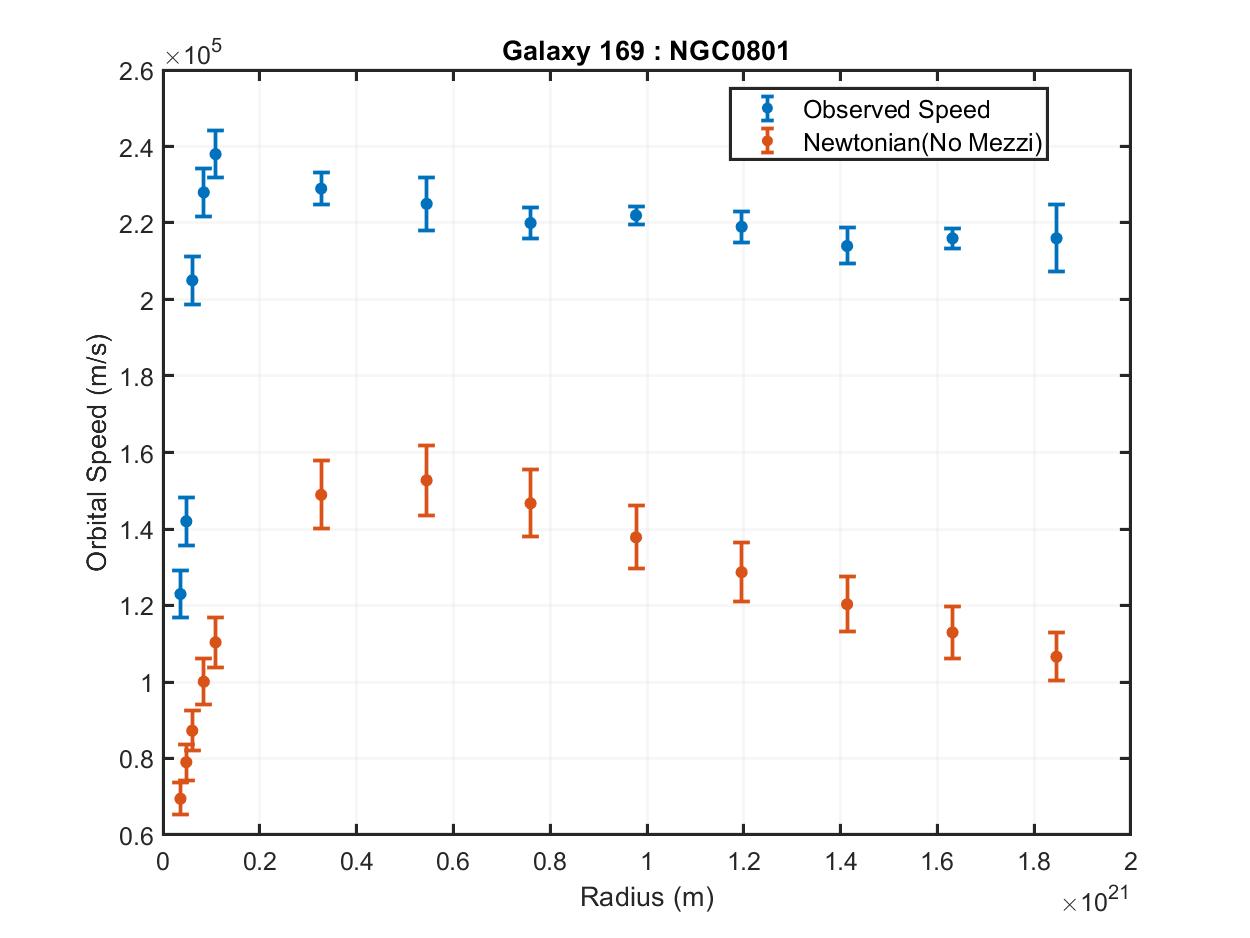 Galaxy 169 : NGC0801
×10^5
2.6
2.4
2.2
2
1.8
1.6
1.4
1.2
1
0.8
0.6
Orbital Speed (m/s)
Observed Speed
Newtonian(No Mezzi)
0 0.2 0.4 0.6 0.8 1 1.2 1.4 1.6 1.8 2
Radius (m)
×10^21